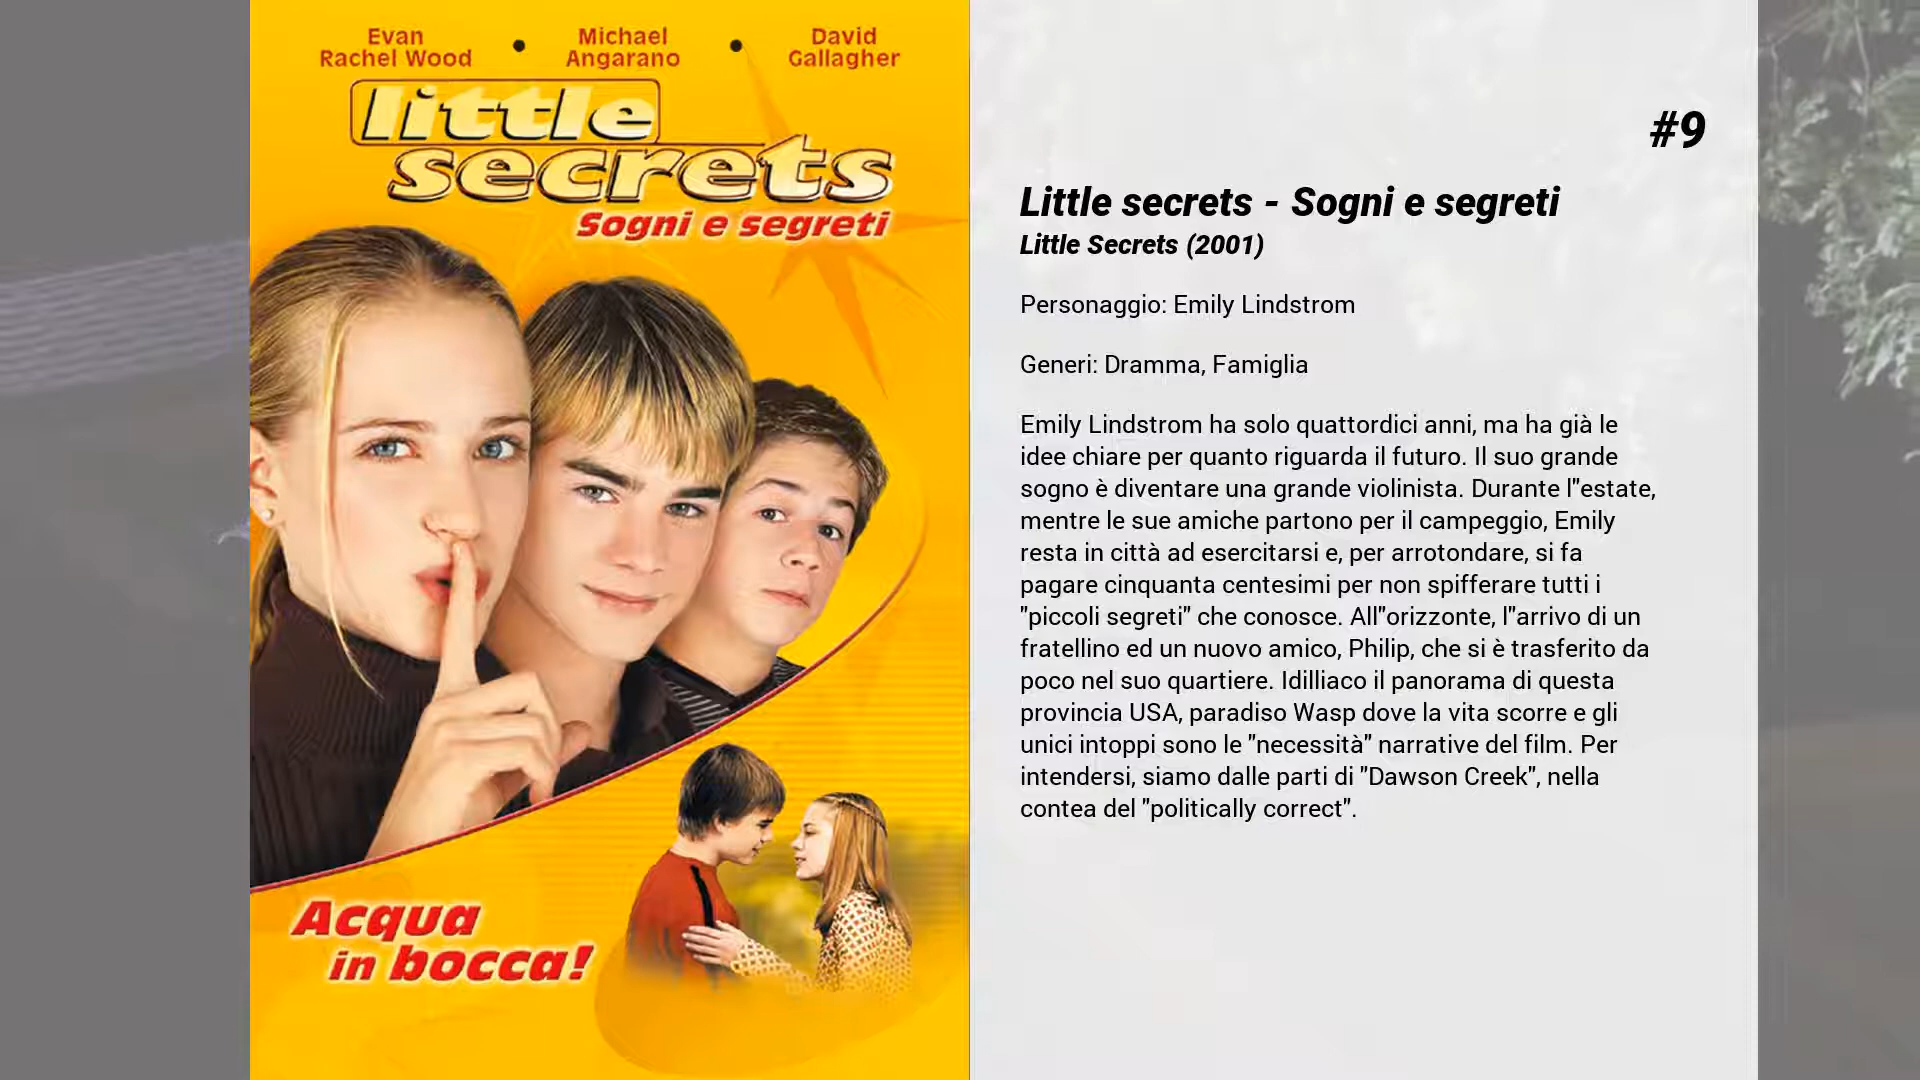 Evan
Rachel Wood
Michael
Angarano
David
Gallagher
little
secrets
Sogni e segreti
Acqua
in bocca!
#9
Little secrets - Sogni e segreti
Little Secrets (2001)
Personaggio: Emily Lindstrom
Generi: Dramma, Famiglia
Emily Lindstrom ha solo quattordici anni, ma ha già le
idee chiare per quanto riguarda il futuro. Il suo grande
sogno è diventare una grande violinista. Durante l"estate,
mentre le sue amiche partono per il campeggio, Emily
resta in città ad esercitarsi e, per arrotondare, si fa
pagare cinquanta centesimi per non spifferare tutti i
"piccoli segreti" che conosce. All"orizzonte, l"arrivo di un
fratellino ed un nuovo amico, Philip, che si è trasferito da
poco nel suo quartiere. Idilliaco il panorama di questa
provincia USA, paradiso Wasp dove la vita scorre e gli
unici intoppi sono le "necessità" narrative del film. Per
intendersi, siamo dalle parti di "Dawson Creek", nella
contea del "politically correct".